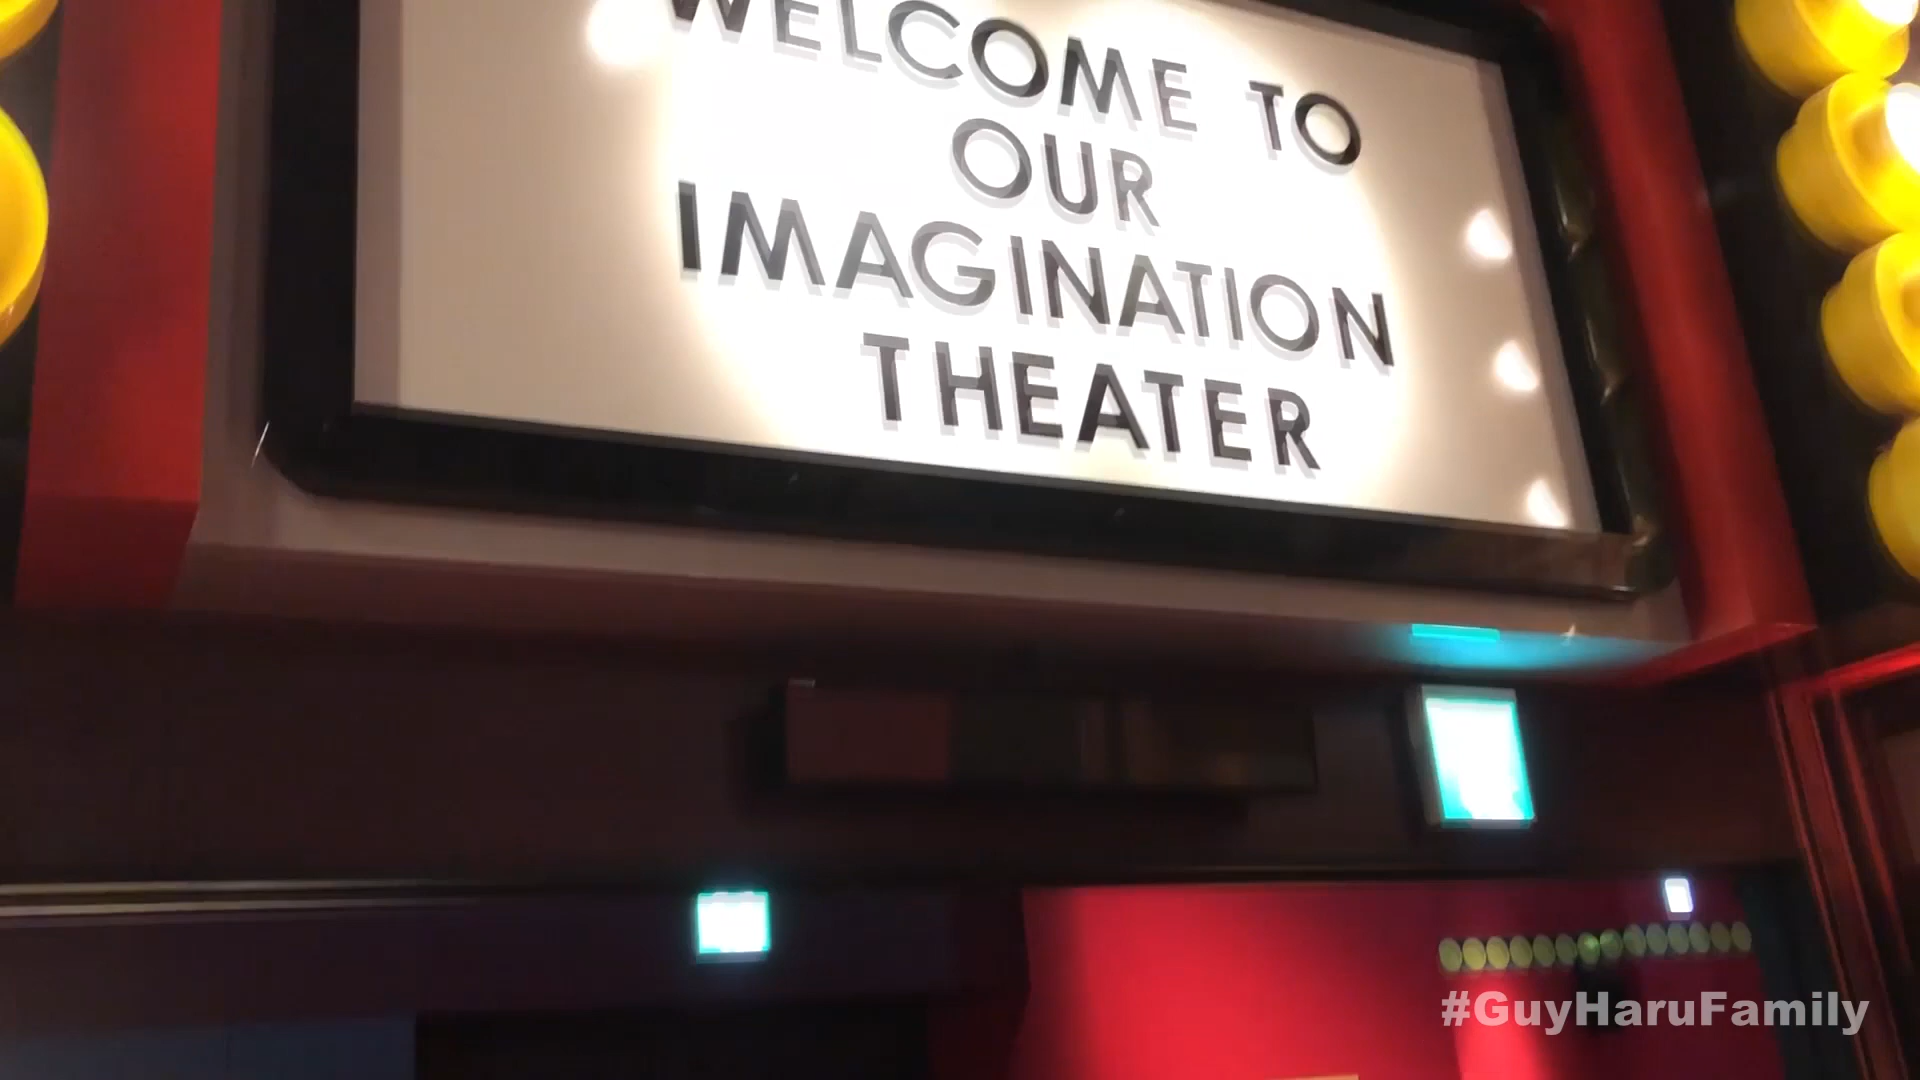 WELCOME TO
OUR
IMAGINATION
THEATER
#GuyHaruFamily